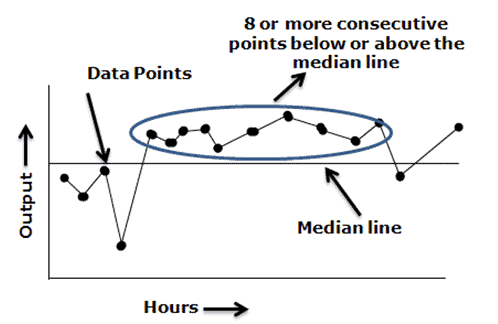 8 or more consecutive
points below or above the
median line
Data Points
Output
Median line
Hours